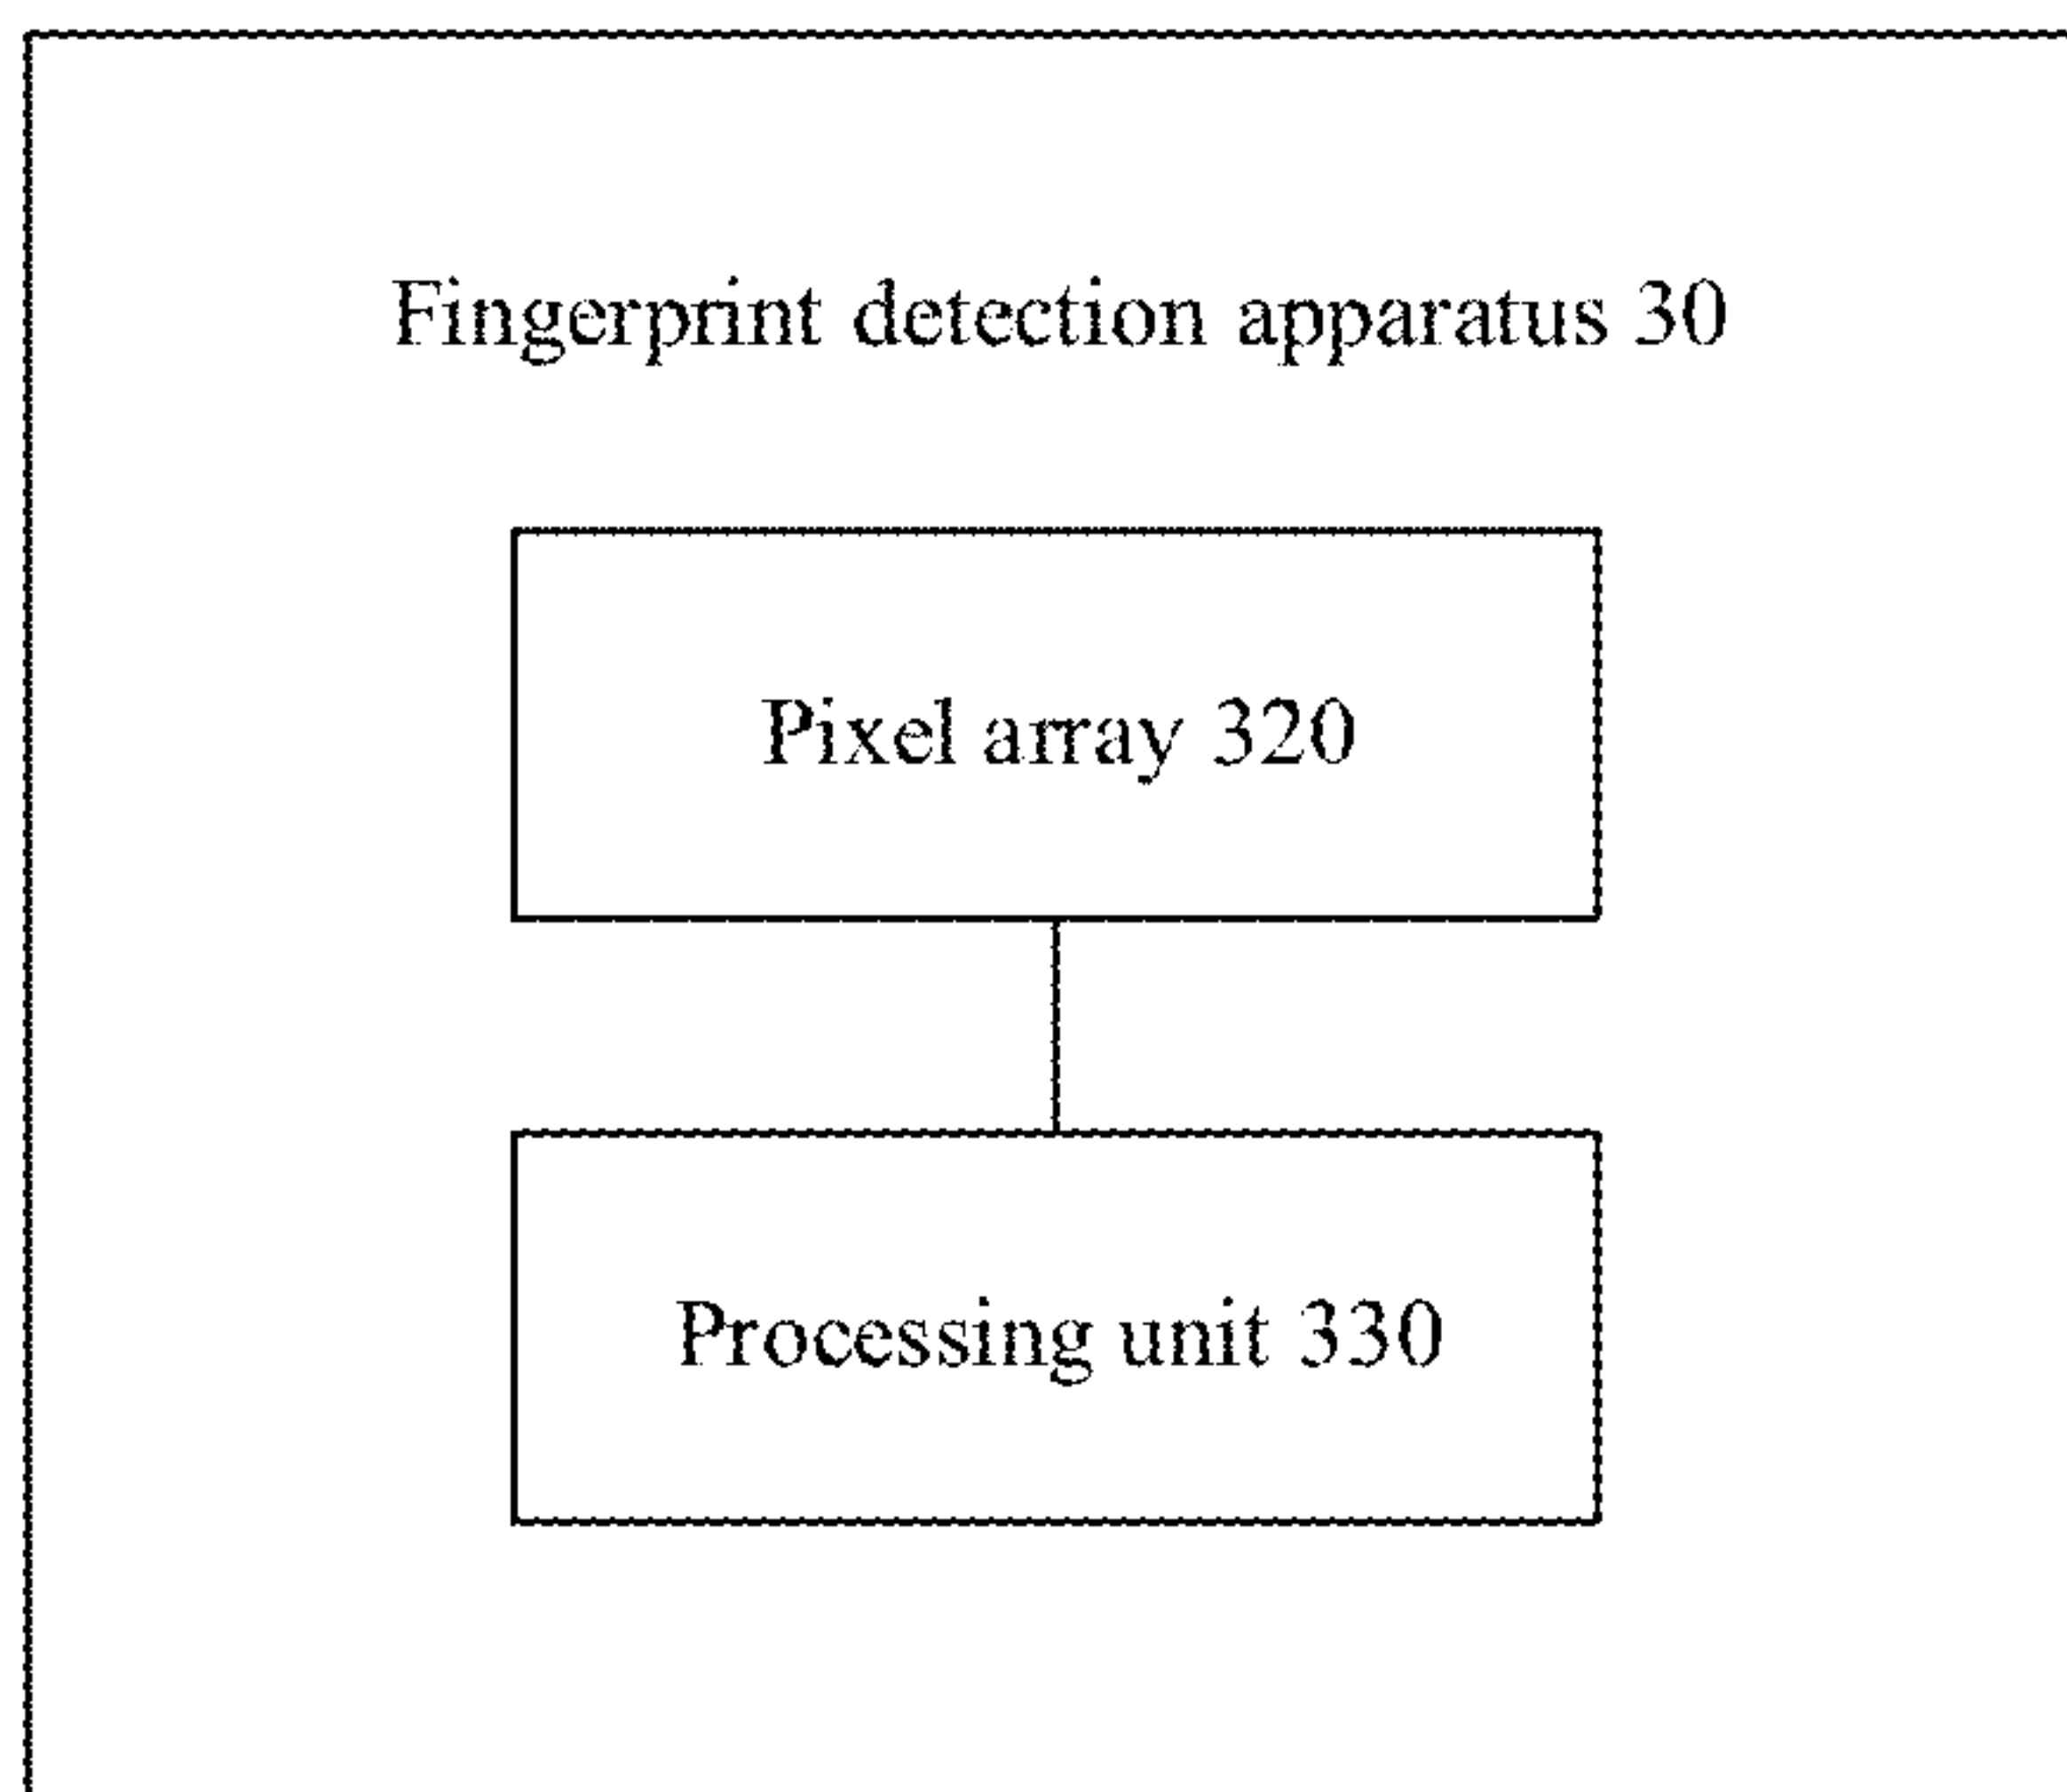 Fingerprint detection apparatus 30
Pixel array 320
Processing unit 330